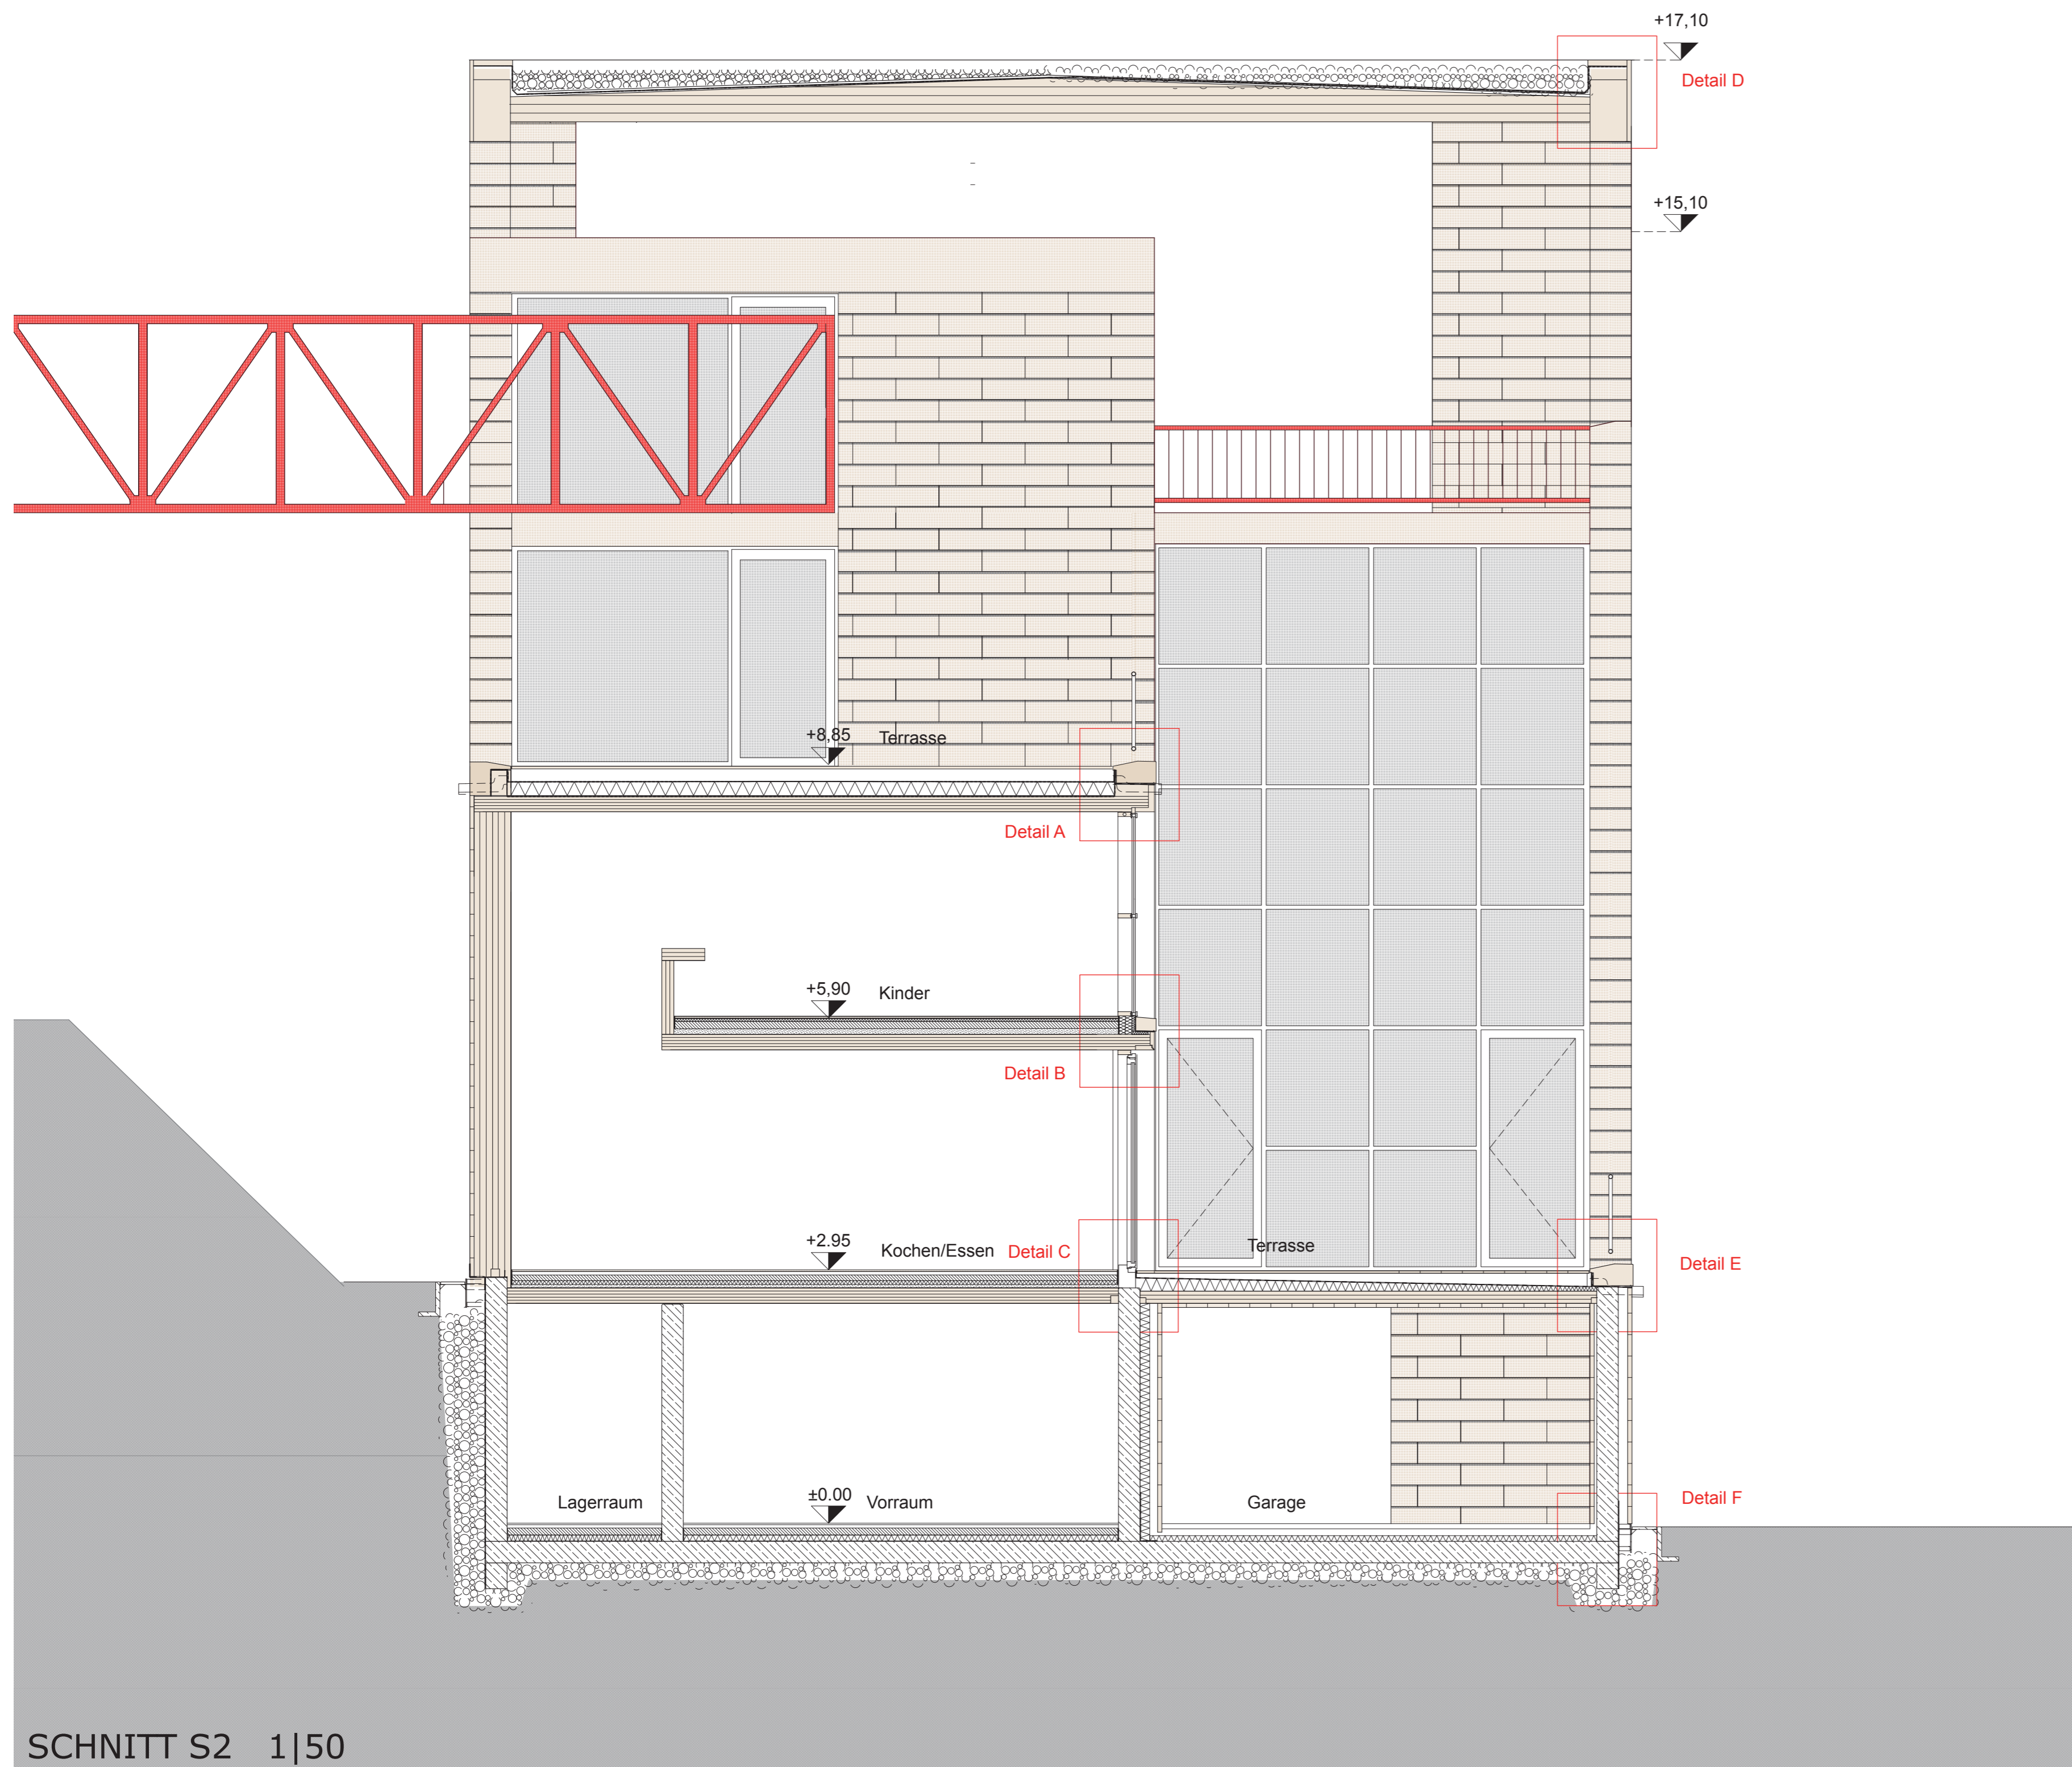 +17,10
Detail D
+15,10
+8,85 Terrasse
Detail A
+5,90 Kinder
Detail B
+2.95 Kochen/Essen Detail C Terrasse
Detail E
Lagerraum ±0.00 Vorraum Garage
Detail F
SCHNITT S2 1|50